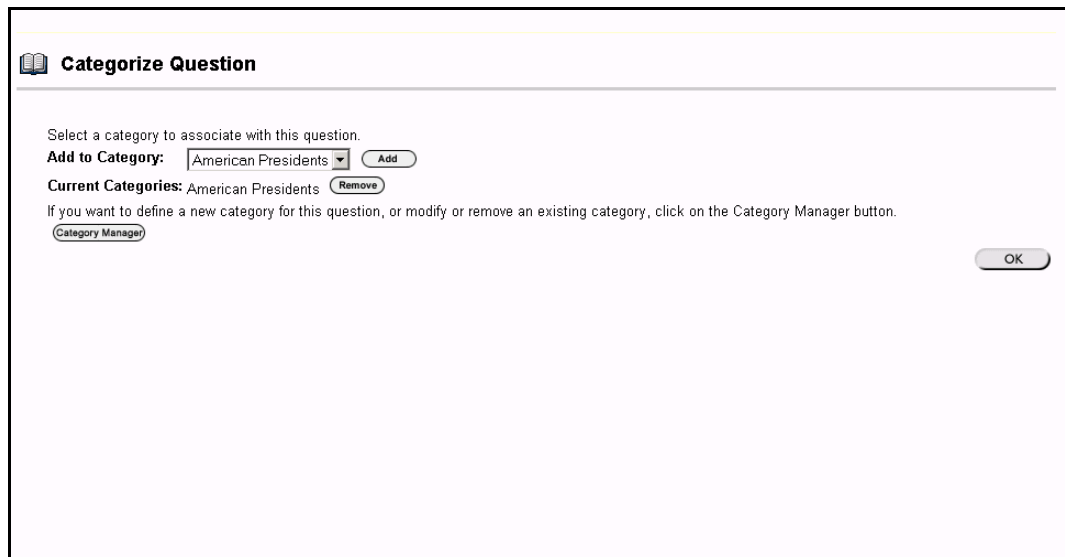 Categorize Question
Select a category to associate with this question.
Add to Category: American Presidents Add
Current Categories: American Presidents Remove
If you want to define a new category for this question, or modify or remove an existing category, click on the Category Manager button.
Category Manager
OK